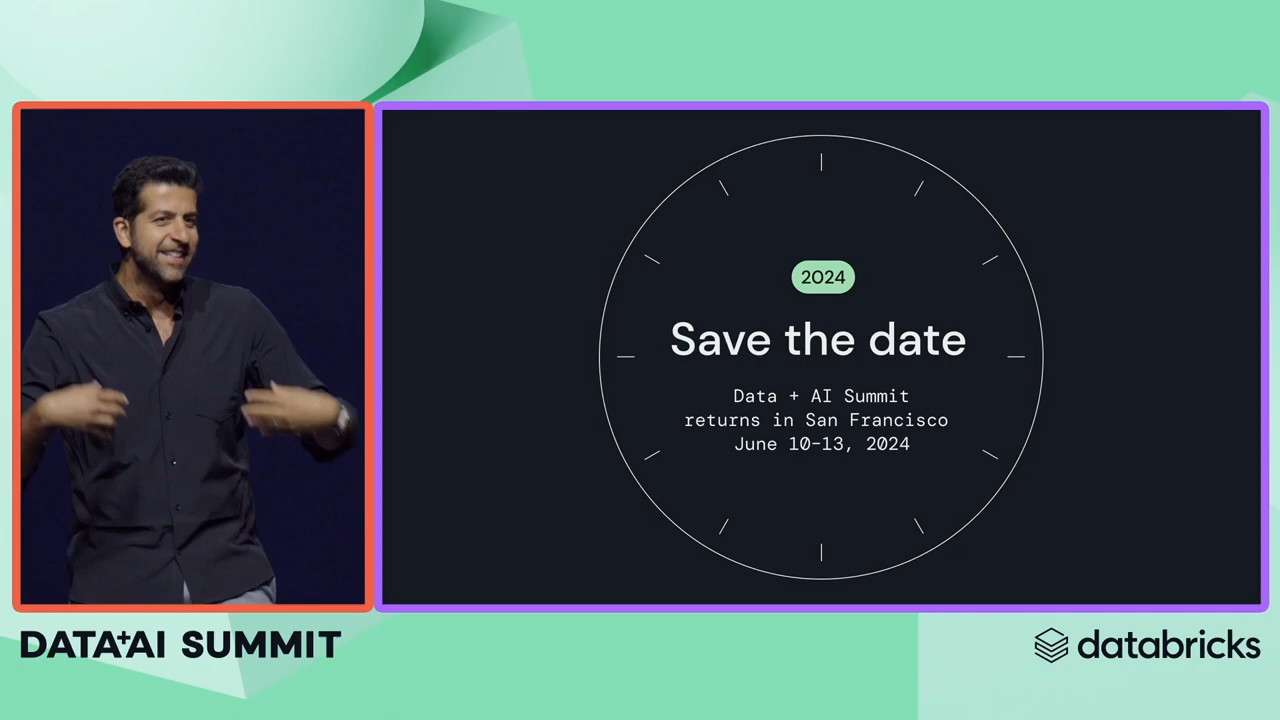 2024
Save the date
Data + AI Summit
returns in San Francisco
June 10-13, 2024
DATA+AI SUMMIT
databricks